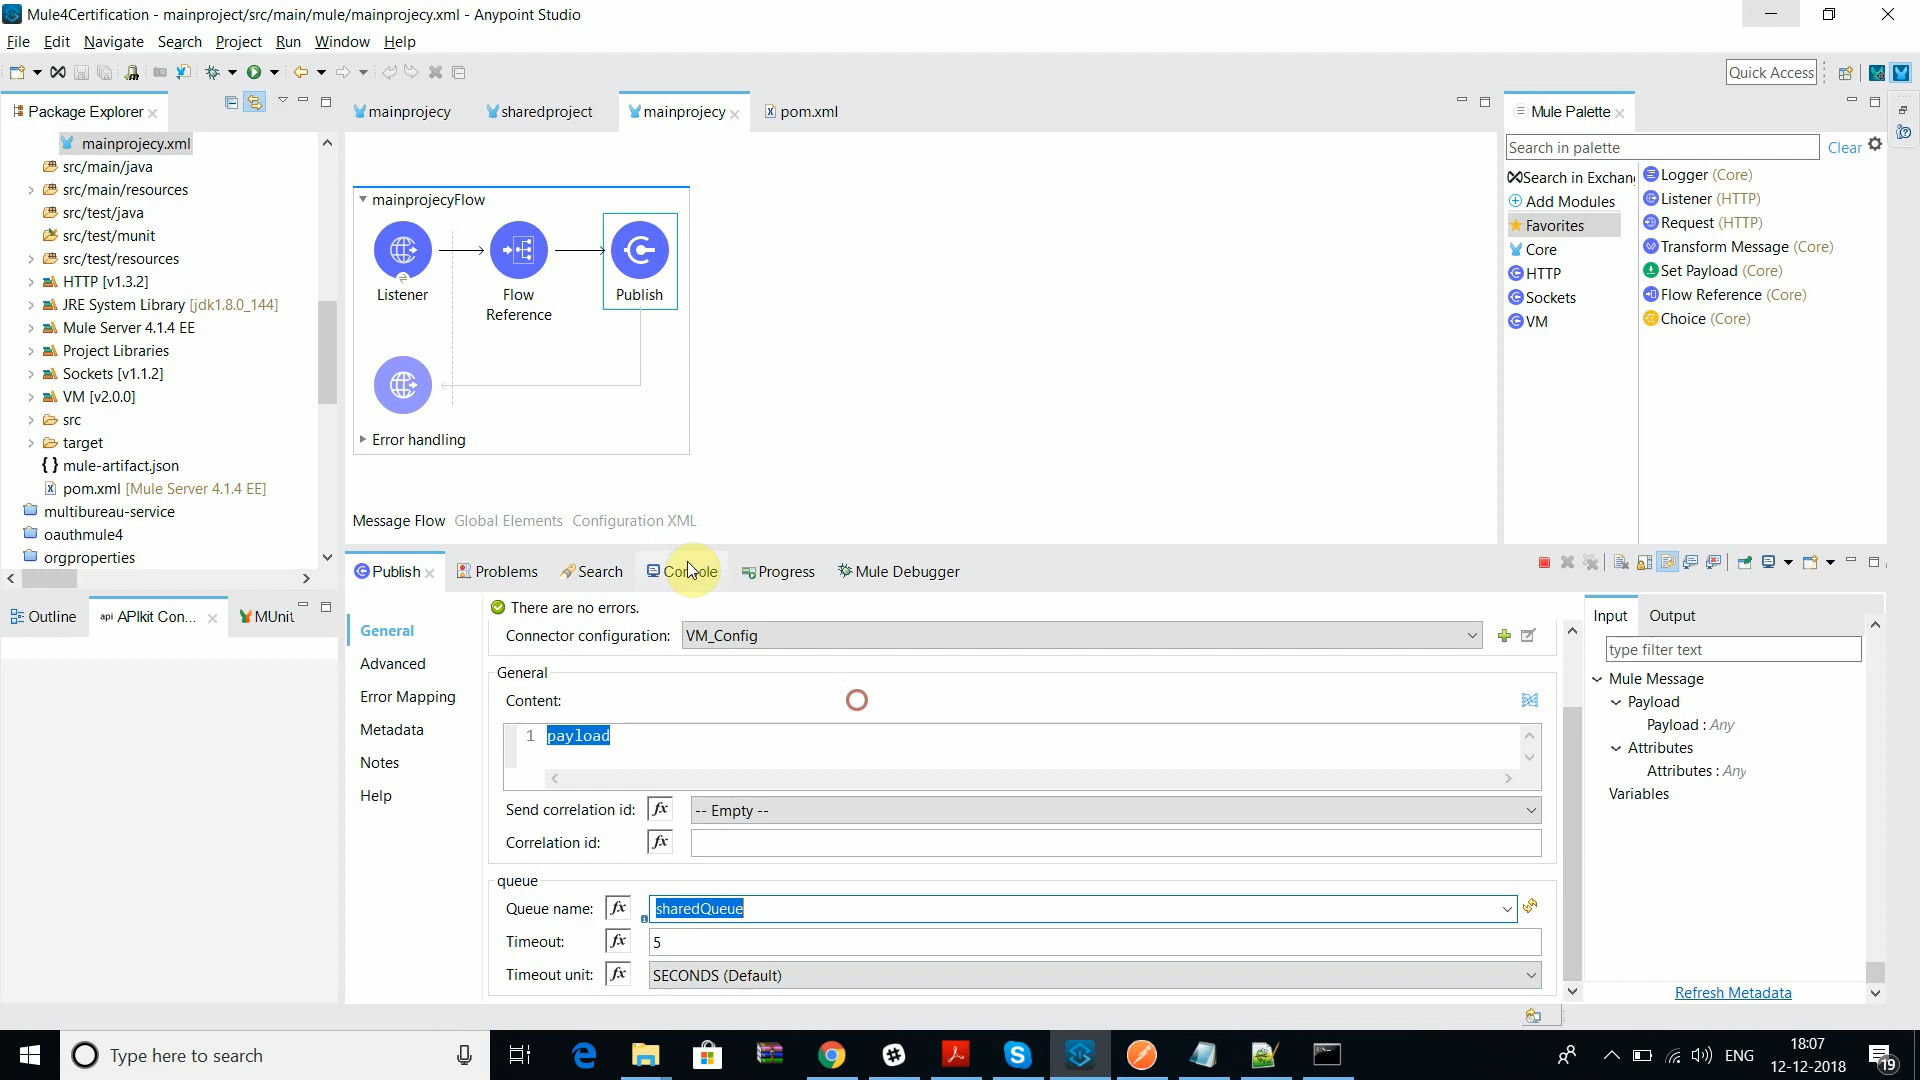 Mule4Certification - mainproject/src/main/mule/mainprojecy.xml - Anypoint Studio
File Edit Navigate Search Project Run Window Help
Quick Access
Package Explorer
mainprojecy sharedproject mainprojecy pom.xml
Mule Palette
mainprojecy.xml
src/main/java
src/main/resources
src/test/java
src/test/munit
src/test/resources
HTTP [v1.3.2]
JRE System Library [jdk1.8.0_144]
Mule Server 4.1.4 EE
Project Libraries
Sockets [v1.1.2]
VM [v2.0.0]
src
target
mule-artifact.json
pom.xml [Mule Server 4.1.4 EE]
multibureau-service
oauthmule4
orgproperties
mainprojecyFlow
Listener
Flow Reference
Publish
Error handling
Message Flow Global Elements Configuration XML
Search in palette Clear
Search in Exchan
Add Modules
Favorites
Core
HTTP
Sockets
VM
Logger (Core)
Listener (HTTP)
Request (HTTP)
Transform Message (Core)
Set Payload (Core)
Flow Reference (Core)
Choice (Core)
Outline api APIkit Con... MUnit
Publish Problems Search Console Progress Mule Debugger
There are no errors.
General
Advanced
Error Mapping
Metadata
Notes
Help
Connector configuration: VM_Config
General
Content:
1 payload
Send correlation id: fx -- Empty --
Correlation id: fx
queue
Queue name: fx sharedQueue
Timeout: fx 5
Timeout unit: fx SECONDS (Default)
Input Output
type filter text
Mule Message
Payload
Payload : Any
Attributes
Attributes : Any
Variables
Refresh Metadata
Type here to search
ENG
18:07
12-12-2018
19